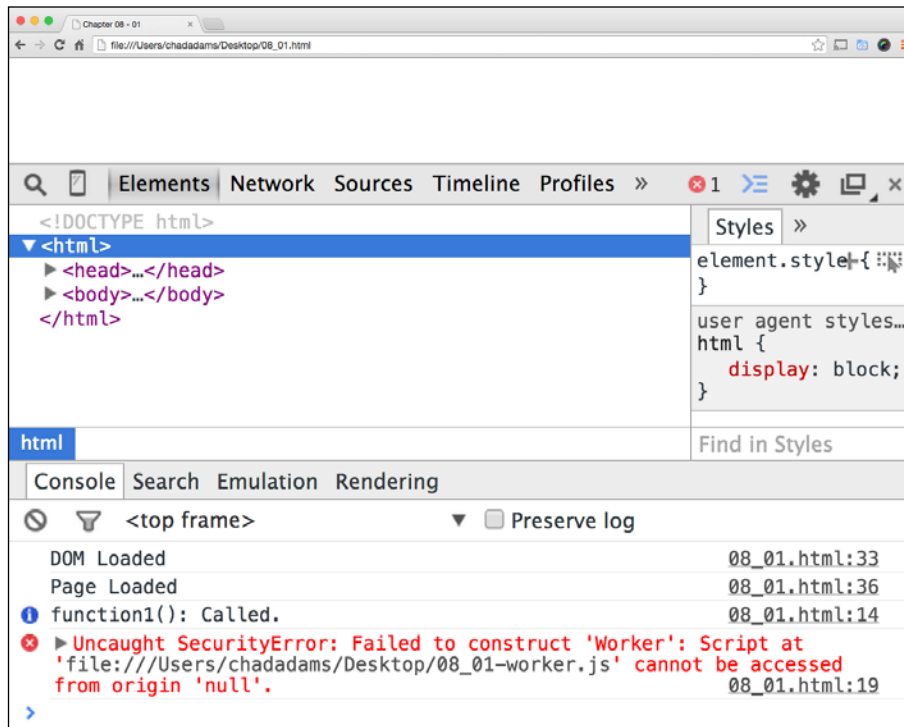 Chapter 08 - 01
file:///Users/chadadams/Desktop/08_01.html
Elements Network Sources Timeline Profiles » 1
<!DOCTYPE html>
▼<html>
▶<head>…</head>
▶<body>…</body>
</html>
html
Styles »
element.style {
}
user agent styles…
html {
display: block;
}
Find in Styles
Console Search Emulation Rendering
<top frame> ▼ Preserve log
DOM Loaded 08_01.html:33
Page Loaded 08_01.html:36
function1(): Called. 08_01.html:14
▶Uncaught SecurityError: Failed to construct 'Worker': Script at
'file:///Users/chadadams/Desktop/08_01-worker.js' cannot be accessed
from origin 'null'. 08_01.html:19